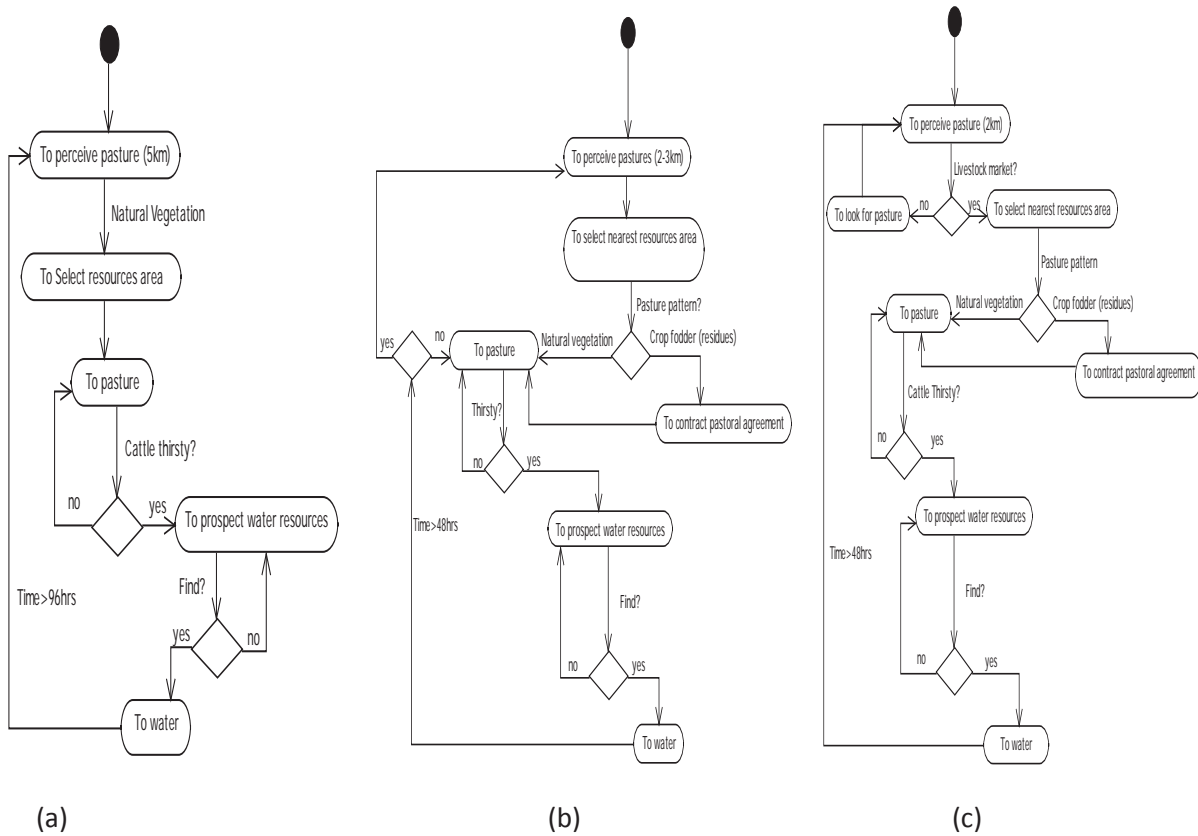 To perceive pasture (5km)
Natural Vegetation
To Select resources area
To pasture
Cattle thirsty?
no
yes
To prospect water resources
Find?
Time>96hrs
yes
no
To water
(a)
To perceive pastures (2-3km)
To select nearest resources area
Pasture pattern?
yes
no
To pasture
Natural vegetation
Crop fodder (residues)
Thirsty?
To contract pastoral agreement
no
yes
Time>48hrs
To prospect water resources
Find?
no
yes
To water
(b)
To perceive pasture (2km)
Livestock market?
To look for pasture
no
yes
To select nearest resources area
Pasture pattern
Natural vegetation
Crop fodder (residues)
To pasture
To contract pastoral agreement
Cattle Thirsty?
no
yes
To prospect water resources
Time>48hrs
Find?
no
yes
To water
(c)